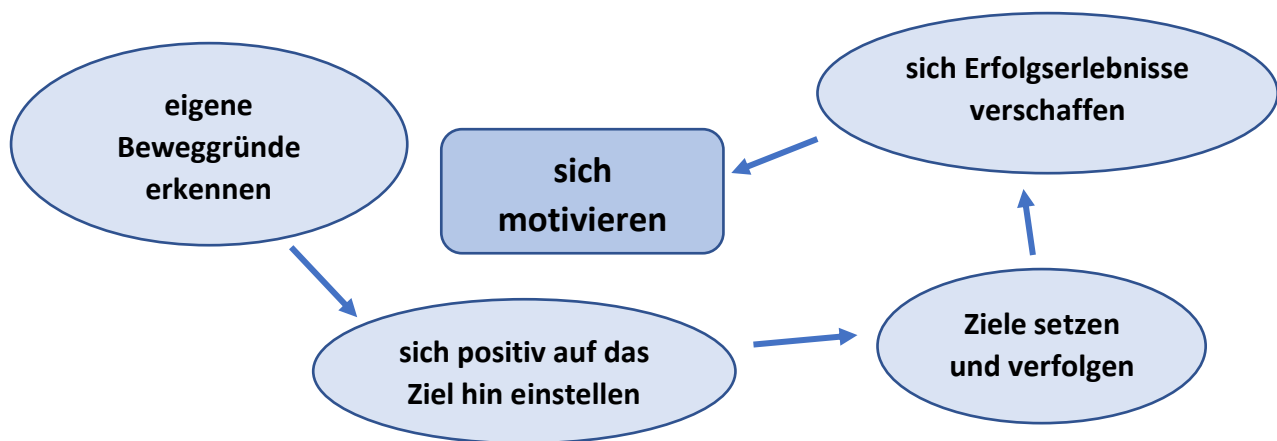 eigene
Beweggründe
erkennen
sich positiv auf das
Ziel hin einstellen
Ziele setzen
und verfolgen
sich Erfolgserlebnisse
verschaffen
sich
motivieren